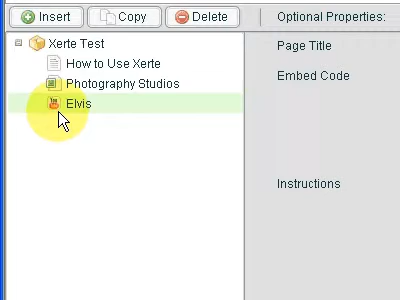 Insert Copy Delete Optional Properties:
Xerte Test
Page Title
How to Use Xerte
Embed Code
Photography Studios
Elvis
Instructions